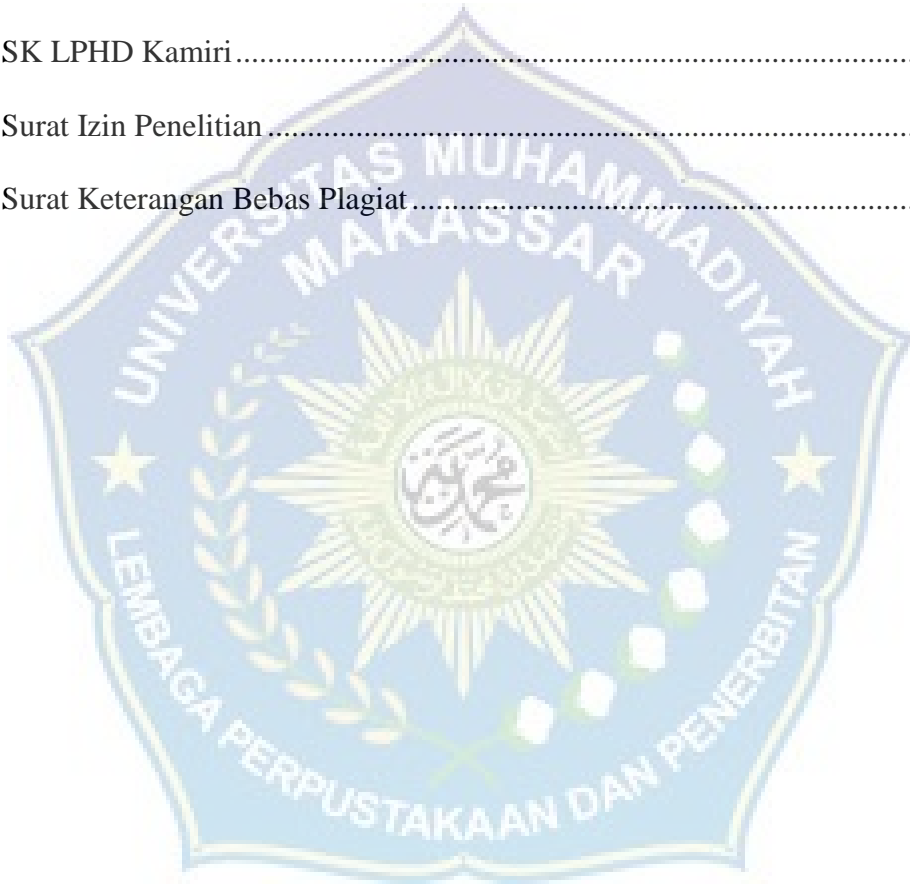 SK LPHD Kamiri........................................................................................
Surat Izin Penelitian....................................................................................
Surat Keterangan Bebas Plagiat..................................................................
UNIVERSITAS MUHAMMADIYAH
MAKASSAR
LEMBAGA PERPUSTAKAAN DAN PENERBITAN